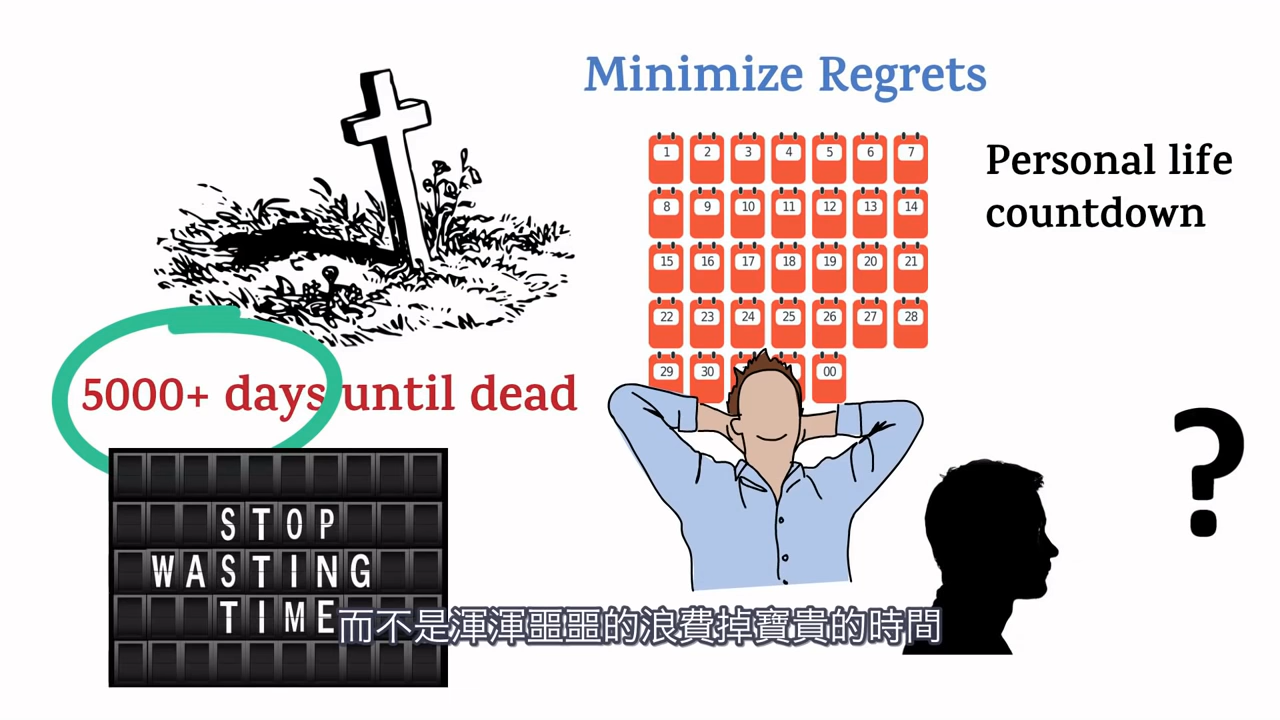 Minimize Regrets
Personal life
countdown
1 2 3 4 5 6 7
8 9 10 11 12 13 14
15 16 17 18 19 20 21
22 23 24 25 26 27 28
29 30 00
5000+ days until dead
STOP
WASTING
TIME
而不是渾渾噩噩的浪費掉寶貴的時間
?